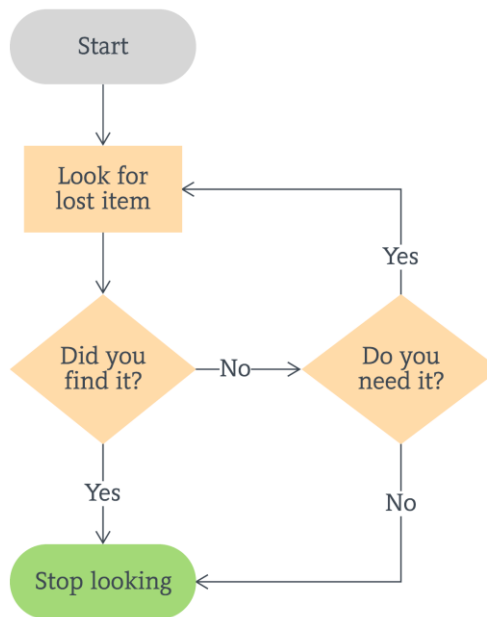 Start
Look for
lost item
Yes
Did you
find it?
No
Do you
need it?
Yes
No
Stop looking